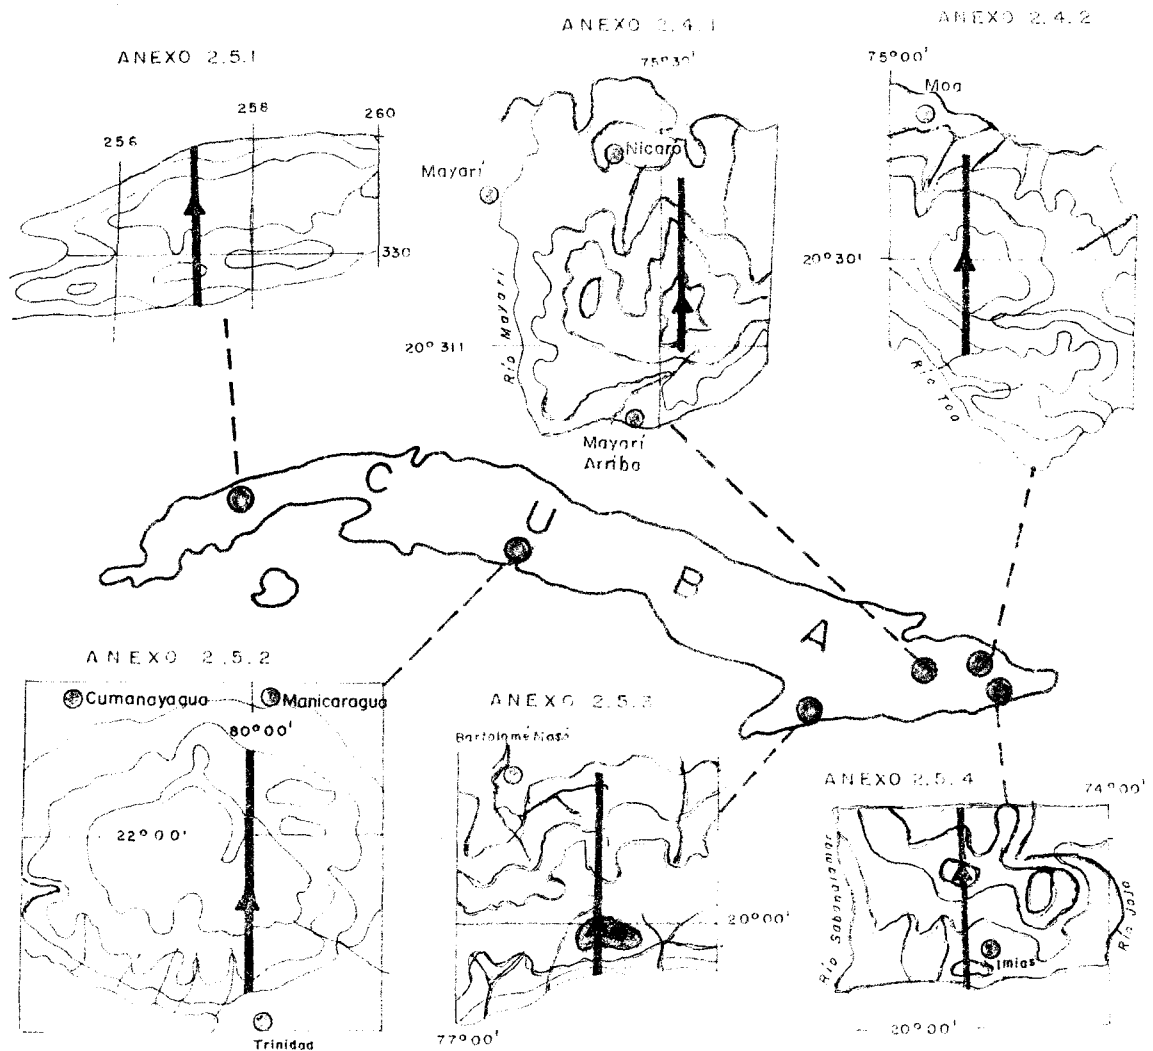 ANEXO 2.5.1
256
258
260
330
ANEXO 2.4.1
75°30'
Nicaro
Mayarí
Río Mayarí
20°31'
Mayarí
Arriba
ANEXO 2.4.2
75°00'
Moa
20°30'
Río Toa
C U B A
ANEXO 2.5.2
Cumanayagua
Manicaragua
80°00'
22°00'
Trinidad
ANEXO 2.5.3
Bartolomé Masó
20°00'
77°00'
ANEXO 2.5.4
74°00'
Río Sabanalamar
Río Jojo
Imias
20°00'